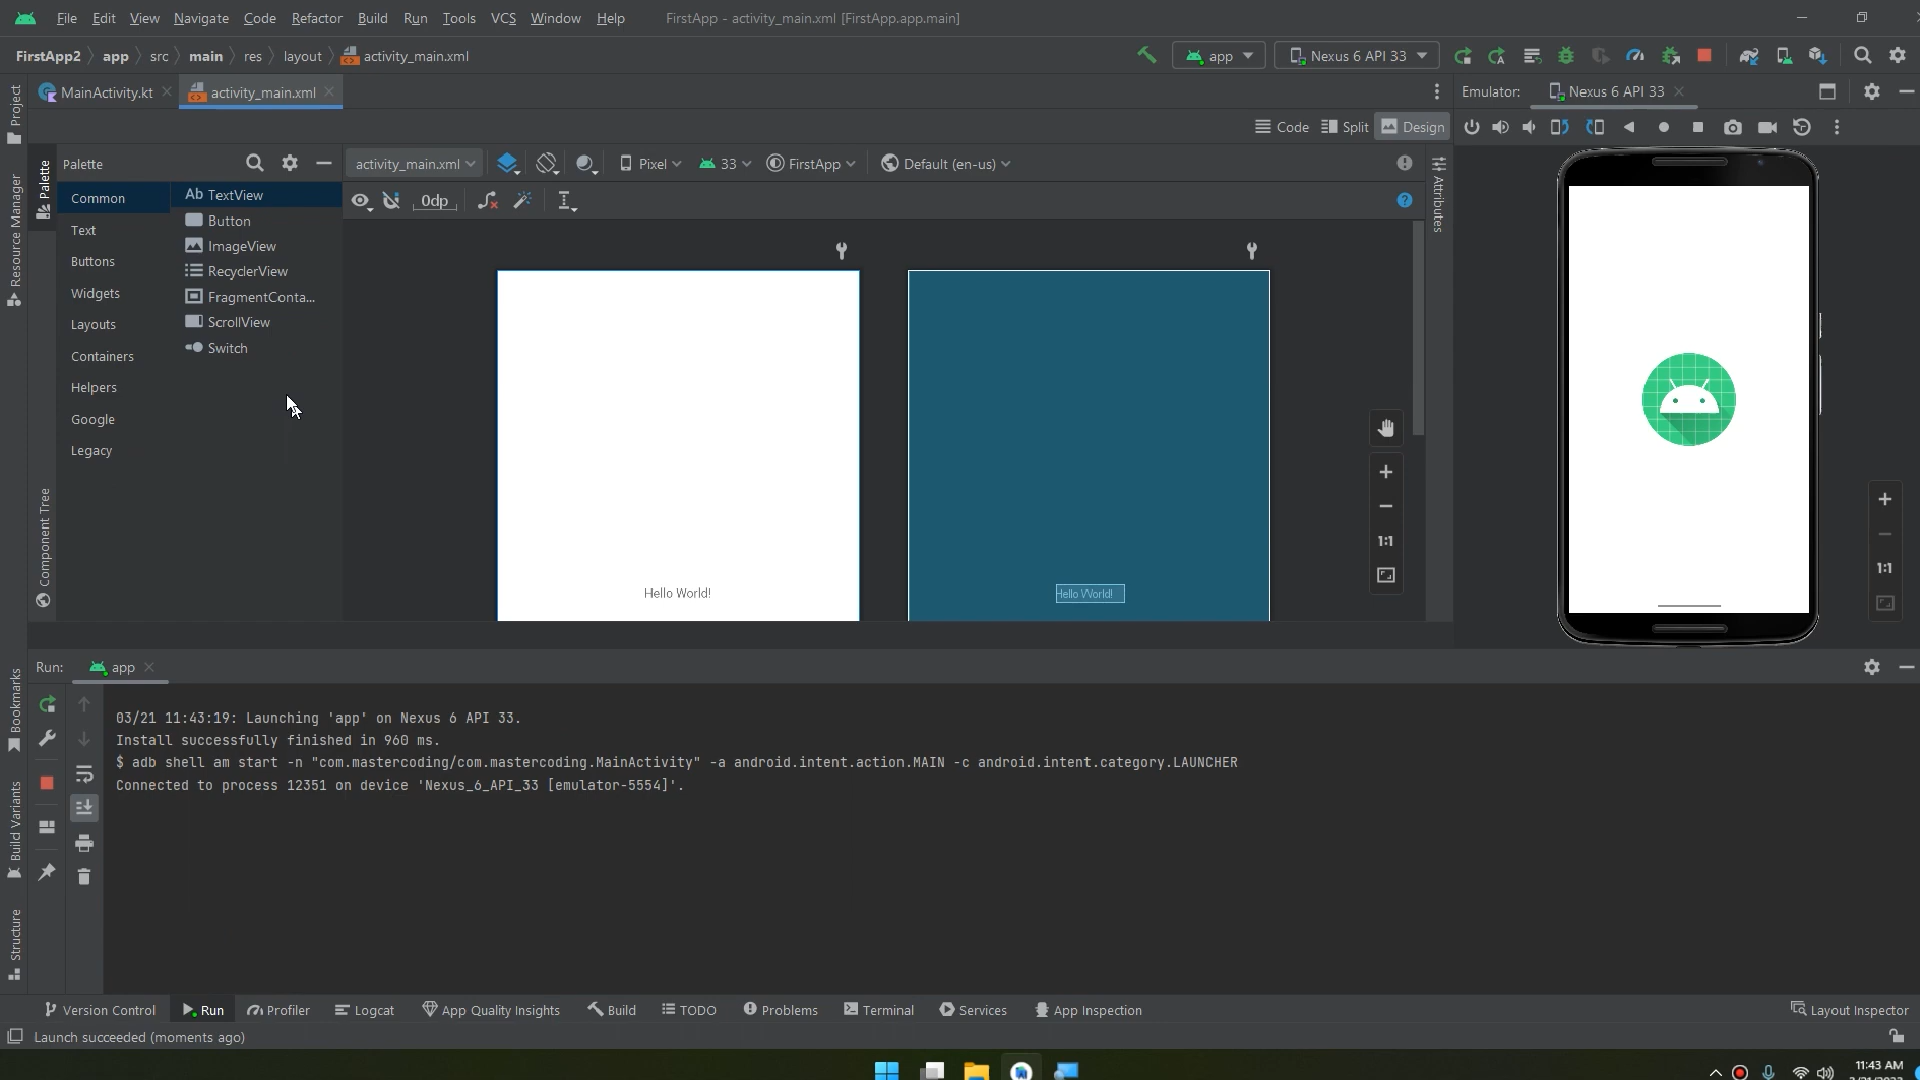 File Edit View Navigate Code Refactor Build Run Tools VCS Window Help FirstApp - activity_main.xml [FirstApp.app.main]
FirstApp2 app src main res layout activity_main.xml app Nexus 6 API 33
MainActivity.kt activity_main.xml Emulator: Nexus 6 API 33
Code Split Design
Palette activity_main.xml Pixel 33 FirstApp Default (en-us)
Common
Text
Buttons
Widgets
Layouts
Containers
Helpers
Google
Legacy
Ab TextView
Button
ImageView
RecyclerView
FragmentConta...
ScrollView
Switch
0dp
Hello World!
Hello World!
1:1
1:1
Attributes
Project
Resource Manager
Palette
Component Tree
Bookmarks
Build Variants
Structure
Run: app
03/21 11:43:19: Launching 'app' on Nexus 6 API 33.
Install successfully finished in 960 ms.
$ adb shell am start -n "com.mastercoding/com.mastercoding.MainActivity" -a android.intent.action.MAIN -c android.intent.category.LAUNCHER
Connected to process 12351 on device 'Nexus_6_API_33 [emulator-5554]'.
Version Control Run Profiler Logcat App Quality Insights Build TODO Problems Terminal Services App Inspection Layout Inspector
Launch succeeded (moments ago)
11:43 AM